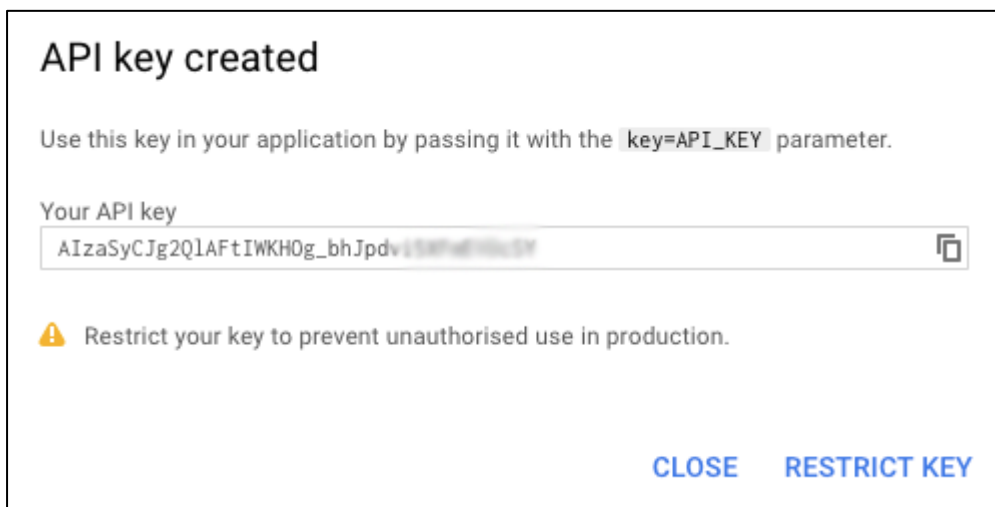 API key created
Use this key in your application by passing it with the key=API_KEY parameter.
Your API key
Restrict your key to prevent unauthorised use in production.
CLOSE RESTRICT KEY